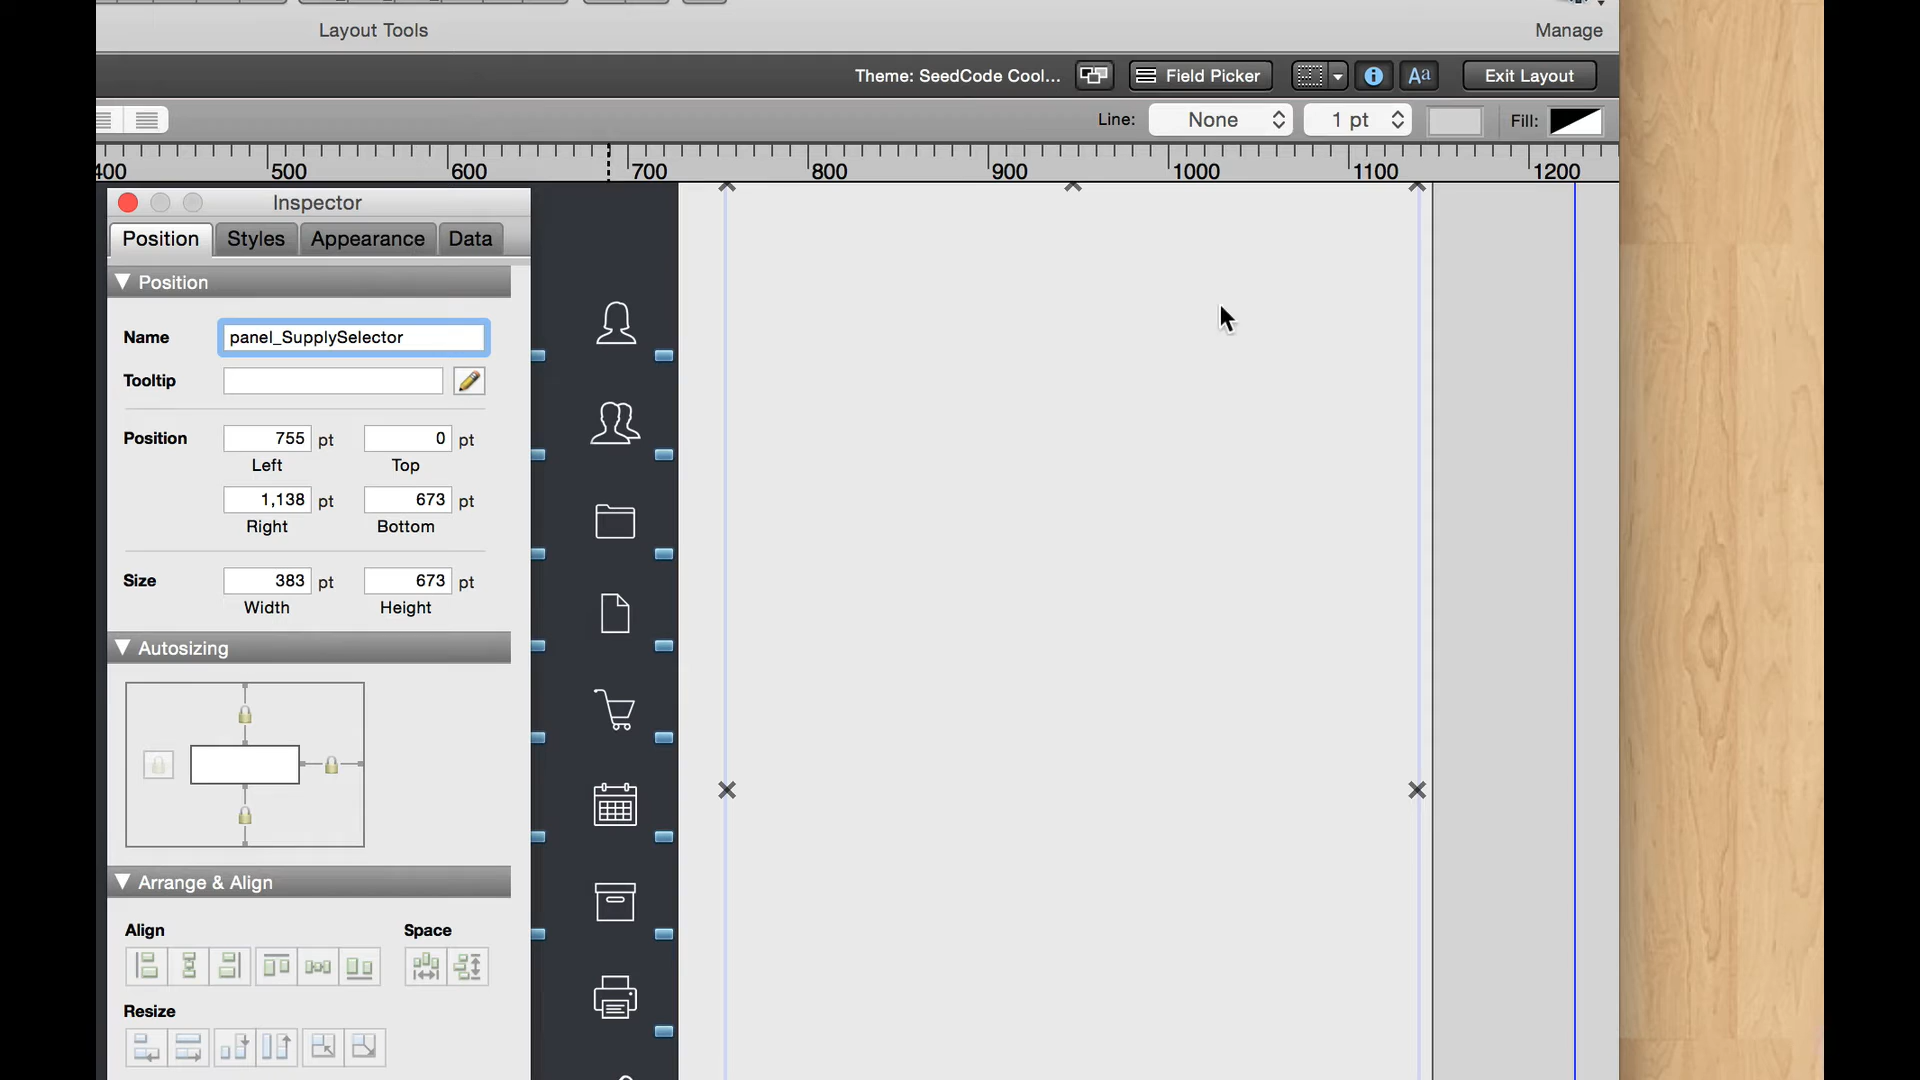 Layout Tools
Manage
Theme: SeedCode Cool...
Field Picker
Aa
Exit Layout
Line:
None
1 pt
Fill:
400
500
600
700
800
900
1000
1100
1200
Inspector
Position
Styles
Appearance
Data
Position
Name
panel_SupplySelector
Tooltip
Position
755 pt
0 pt
Left
Top
1,138 pt
673 pt
Right
Bottom
Size
383 pt
673 pt
Width
Height
Autosizing
Arrange & Align
Align
Space
Resize